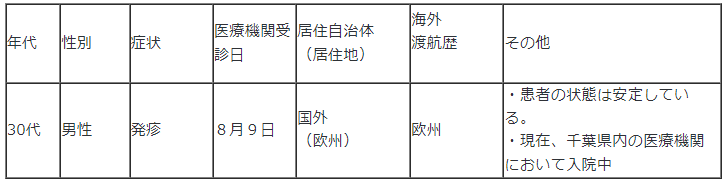 年代
性別
症状
医療機関受
診日
居住自治体
（居住地）
海外
渡航歴
その他
30代
男性
発疹
８月９日
国外
（欧州）
欧州
・患者の状態は安定してい
る。
・現在、千葉県内の医療機関
において入院中